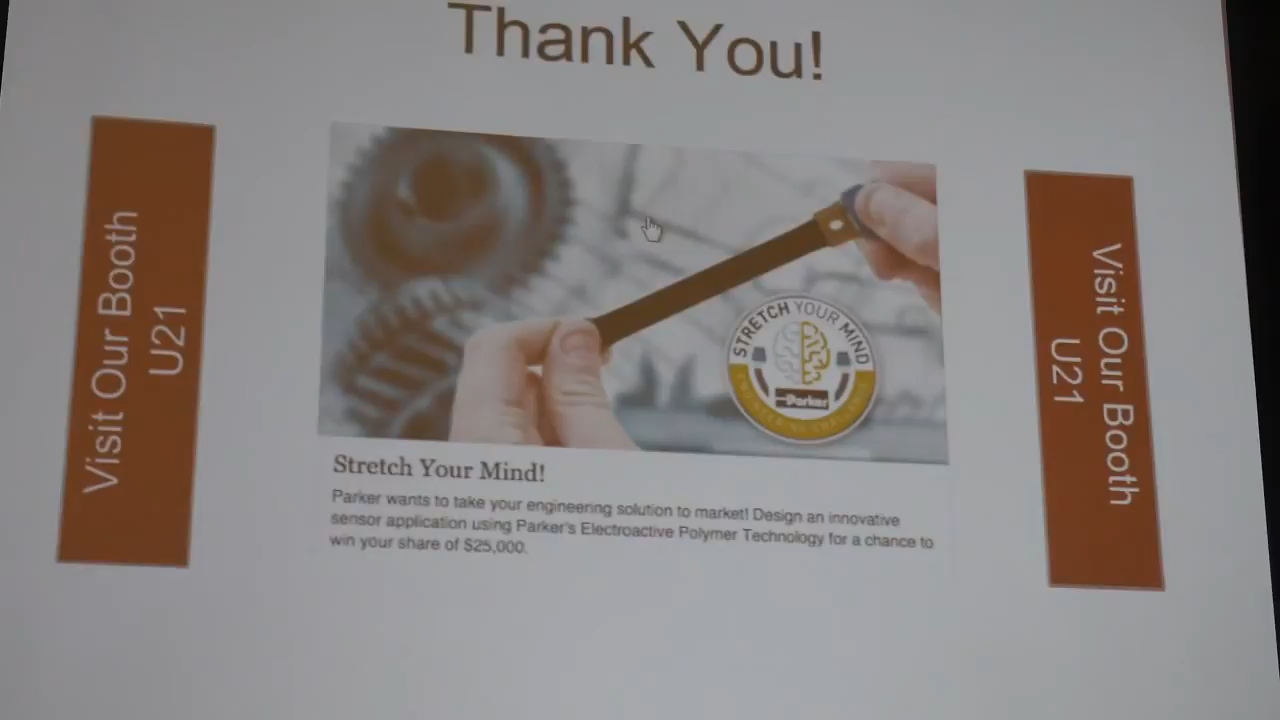 Thank You!
Visit Our Booth
U21
STRETCH YOUR MIND
Parker
ENGINEERING CHALLENGE
Visit Our Booth
U21
Stretch Your Mind!
Parker wants to take your engineering solution to market! Design an innovative
sensor application using Parker's Electroactive Polymer Technology for a chance to
win your share of $25,000.